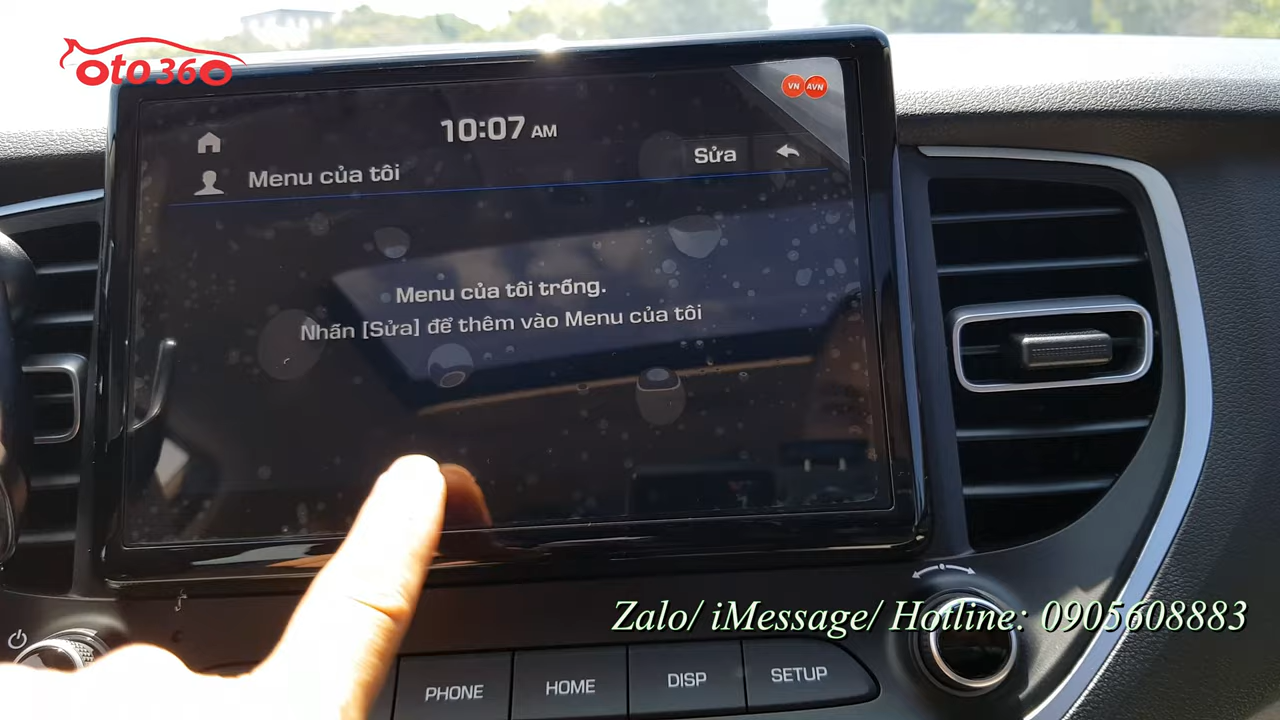 oto360
VN AVN
10:07 AM
Sửa
Menu của tôi
Menu của tôi trống.
Nhấn [Sửa] để thêm vào Menu của tôi
Zalo/ iMessage/ Hotline: 0905608883
PHONE
HOME
DISP
SETUP